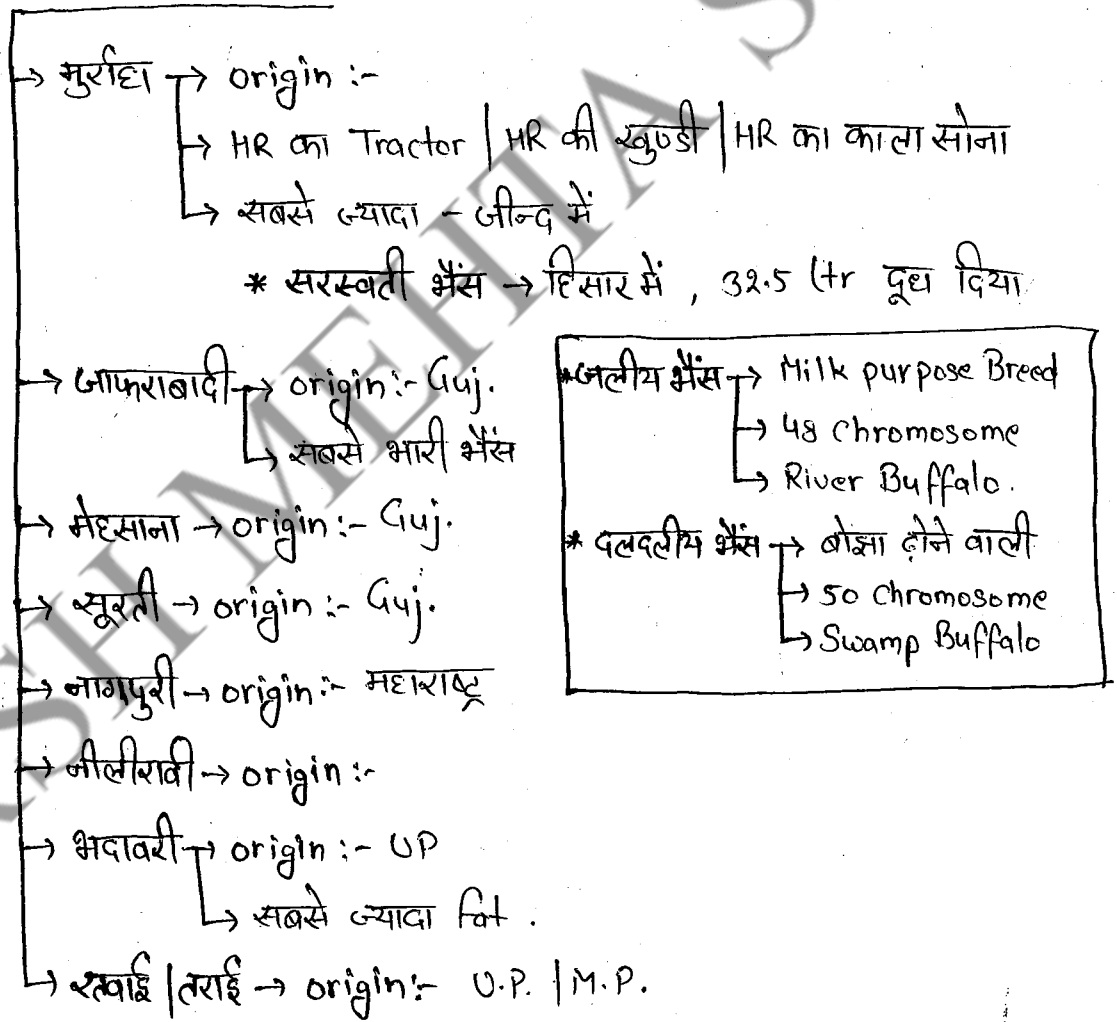 → मुर्राहा → origin :-
→ HR का Tractor | HR की खुण्डी | HR का काला सोना
→ सबसे ज्यादा - जीन्द में
* सरस्वती भैंस → हिसार में , 32.5 ltr दूध दिया
→ जाफराबादी → origin :- Guj.
→ सबसे भारी भैंस
→ मेहसाना → origin :- Guj.
→ सूरती → origin :- Guj.
→ नागपुरी → origin :- महाराष्ट्र
→ नीलीरावी → origin :-
→ भदावरी → origin :- UP
→ सबसे ज्यादा fat .
→ / तराई → origin :- U.P. | M.P.
* जलीय भैंस → Milk purpose Breed
→ 48 Chromosome
→ River Buffalo.
* दलदलीय भैंस → बोझा ढ़ोने वाली
→ 50 Chromosome
→ Swamp Buffalo
SH MEHTA S